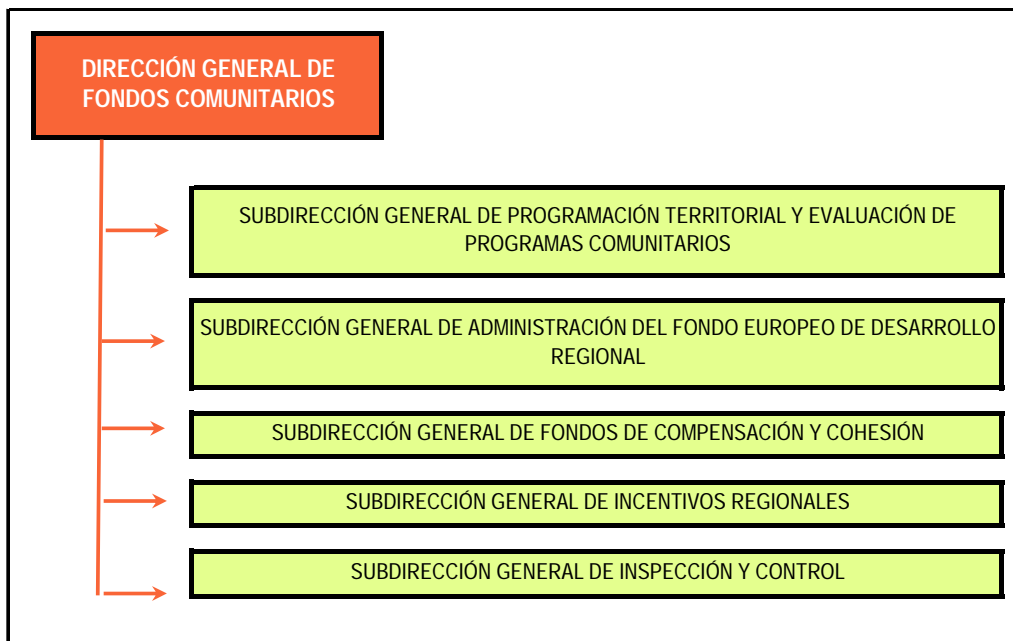 DIRECCIÓN GENERAL DE
FONDOS COMUNITARIOS
SUBDIRECCIÓN GENERAL DE PROGRAMACIÓN TERRITORIAL Y EVALUACIÓN DE
PROGRAMAS COMUNITARIOS
SUBDIRECCIÓN GENERAL DE ADMINISTRACIÓN DEL FONDO EUROPEO DE DESARROLLO
REGIONAL
SUBDIRECCIÓN GENERAL DE FONDOS DE COMPENSACIÓN Y COHESIÓN
SUBDIRECCIÓN GENERAL DE INCENTIVOS REGIONALES
SUBDIRECCIÓN GENERAL DE INSPECCIÓN Y CONTROL